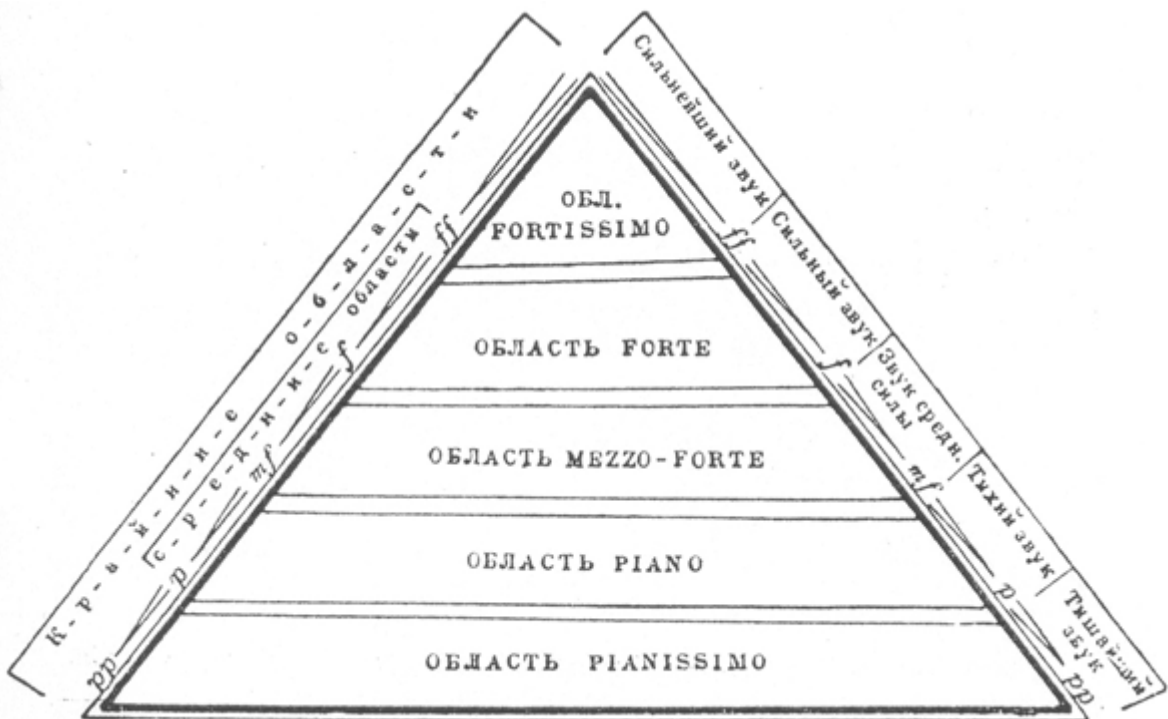 К-р-а-й-н-и-е о-б-л-а-с-т-и
с-р-е-д-н-и-е области
pp
p
mf
f
ff
ОБЛ.
FORTISSIMO
ОБЛАСТЬ FORTE
ОБЛАСТЬ MEZZO-FORTE
ОБЛАСТЬ PIANO
ОБЛАСТЬ PIANISSIMO
ff
f
mf
p
pp
Сильнейший звук
Сильный звук
Звук средн.
силы
Тихий звук
Тишайший
звук